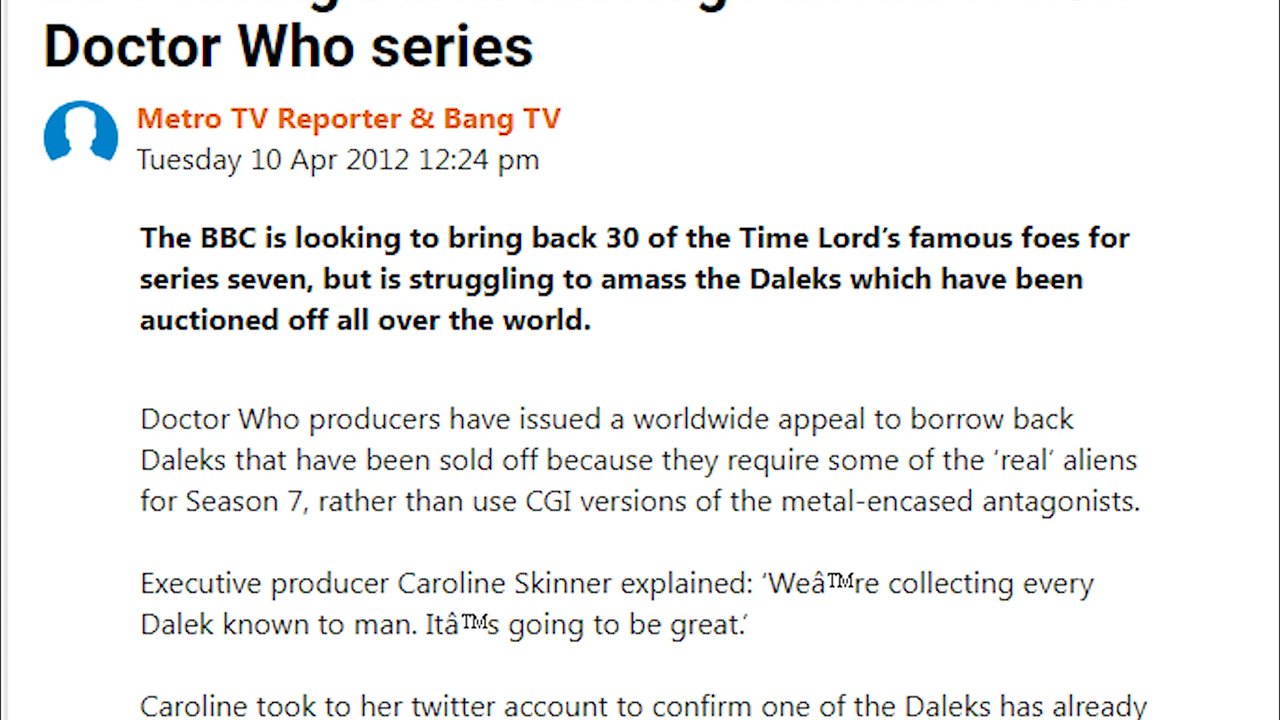 Doctor Who series
Metro TV Reporter & Bang TV
Tuesday 10 Apr 2012 12:24 pm
The BBC is looking to bring back 30 of the Time Lord’s famous foes for
series seven, but is struggling to amass the Daleks which have been
auctioned off all over the world.
Doctor Who producers have issued a worldwide appeal to borrow back
Daleks that have been sold off because they require some of the ‘real’ aliens
for Season 7, rather than use CGI versions of the metal-encased antagonists.
Executive producer Caroline Skinner explained: ‘Weâ™re collecting every
Dalek known to man. Itâ™s going to be great.’
Caroline took to her twitter account to confirm one of the Daleks has already